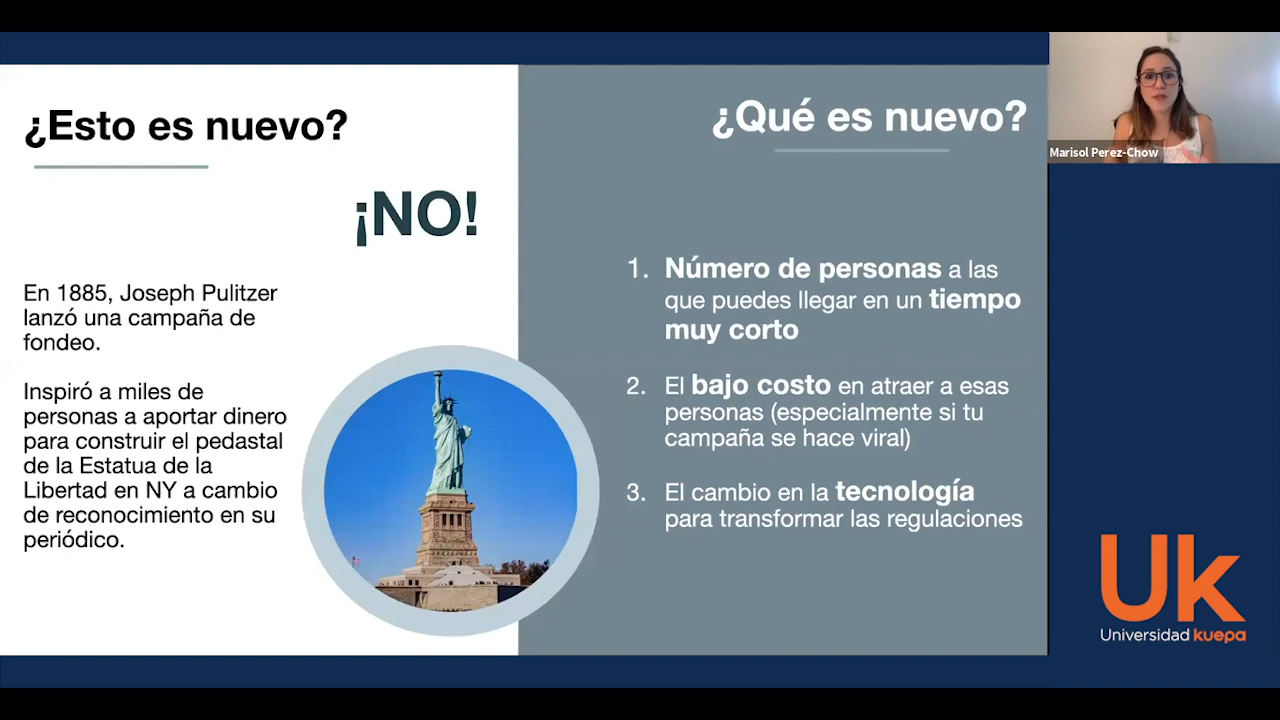 ¿Esto es nuevo?
¡NO!
En 1885, Joseph Pulitzer
lanzó una campaña de
fondeo.
Inspiró a miles de
personas a aportar dinero
para construir el pedastal
de la Estatua de la
Libertad en NY a cambio
de reconocimiento en su
periódico.
¿Qué es nuevo?
1. Número de personas a las
que puedes llegar en un tiempo
muy corto
2. El bajo costo en atraer a esas
personas (especialmente si tu
campaña se hace viral)
3. El cambio en la tecnología
para transformar las regulaciones
Marisol Perez-Chow
Uk
Universidad kuepa